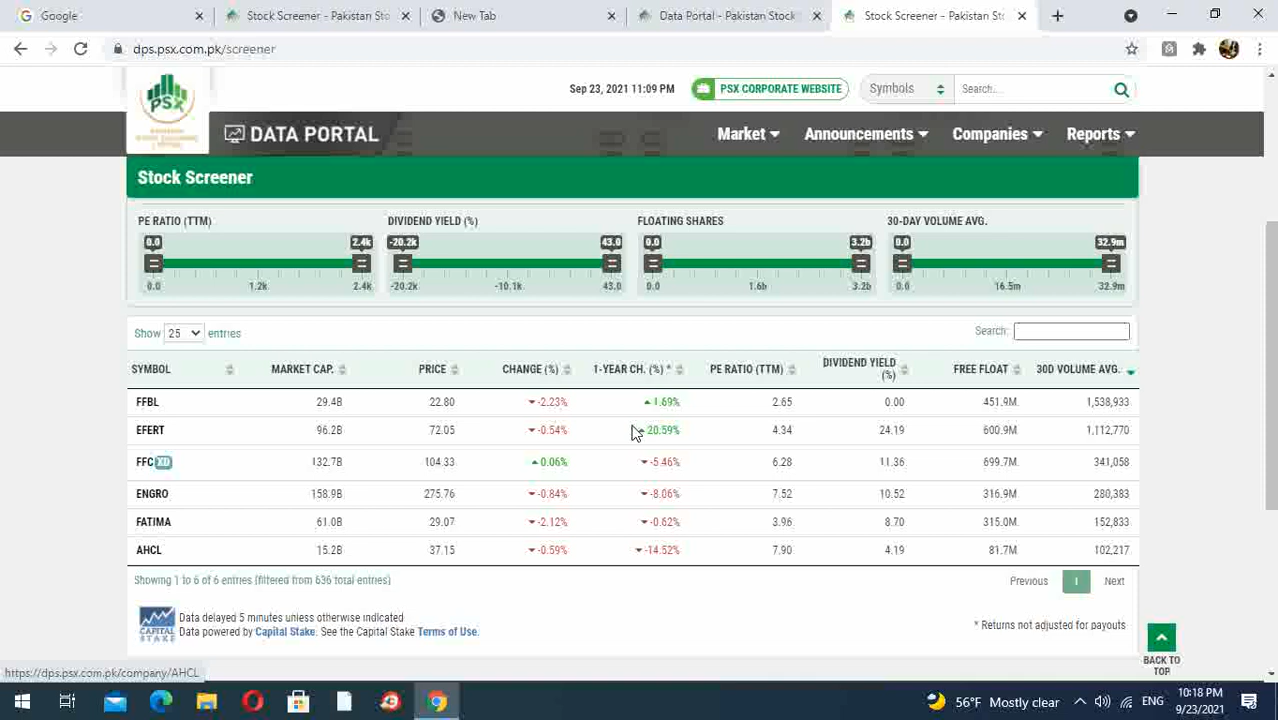 Google
Stock Screener - Pakistan Sto
New Tab
Data Portal - Pakistan Stock
Stock Screener - Pakistan Sto
dps.psx.com.pk/screener
PSX
Sep 23, 2021 11:09 PM
PSX CORPORATE WEBSITE
Symbols
Search...
DATA PORTAL
Market
Announcements
Companies
Reports
Stock Screener
PE RATIO (TTM)
DIVIDEND YIELD (%)
FLOATING SHARES
30-DAY VOLUME AVG.
0.0 2.4k -20.2k 43.0 0.0 3.2b 0.0 32.9m
0.0 1.2k 2.4k -20.2k -10.1k 43.0 0.0 1.6b 3.2b 0.0 16.5m 32.9m
Show 25 entries
Search:
SYMBOL MARKET CAP. PRICE CHANGE (%) 1-YEAR CH. (%) * PE RATIO (TTM) DIVIDEND YIELD (%) FREE FLOAT 30D VOLUME AVG.
FFBL 29.4B 22.80 -2.23% 1.69% 2.65 0.00 451.9M 1,538,933
EFERT 96.2B 72.05 -0.54% 20.59% 4.34 24.19 600.9M 1,112,770
FFC XD 132.7B 104.33 0.06% -5.46% 6.28 11.36 699.7M 341,058
ENGRO 158.9B 275.76 -0.84% -8.06% 7.52 10.52 316.9M 280,383
FATIMA 61.0B 29.07 -2.12% -0.62% 3.96 8.70 315.0M 152,833
AHCL 15.2B 37.15 -0.59% -14.52% 7.90 4.19 81.7M 102,217
Showing 1 to 6 of 6 entries (filtered from 636 total entries)
Previous 1 Next
CAPITAL STAKE
Data delayed 5 minutes unless otherwise indicated
Data powered by Capital Stake. See the Capital Stake Terms of Use.
* Returns not adjusted for payouts
BACK TO
TOP
https://dps.psx.com.pk/company/AHCL
56°F Mostly clear
ENG
10:18 PM
9/23/2021